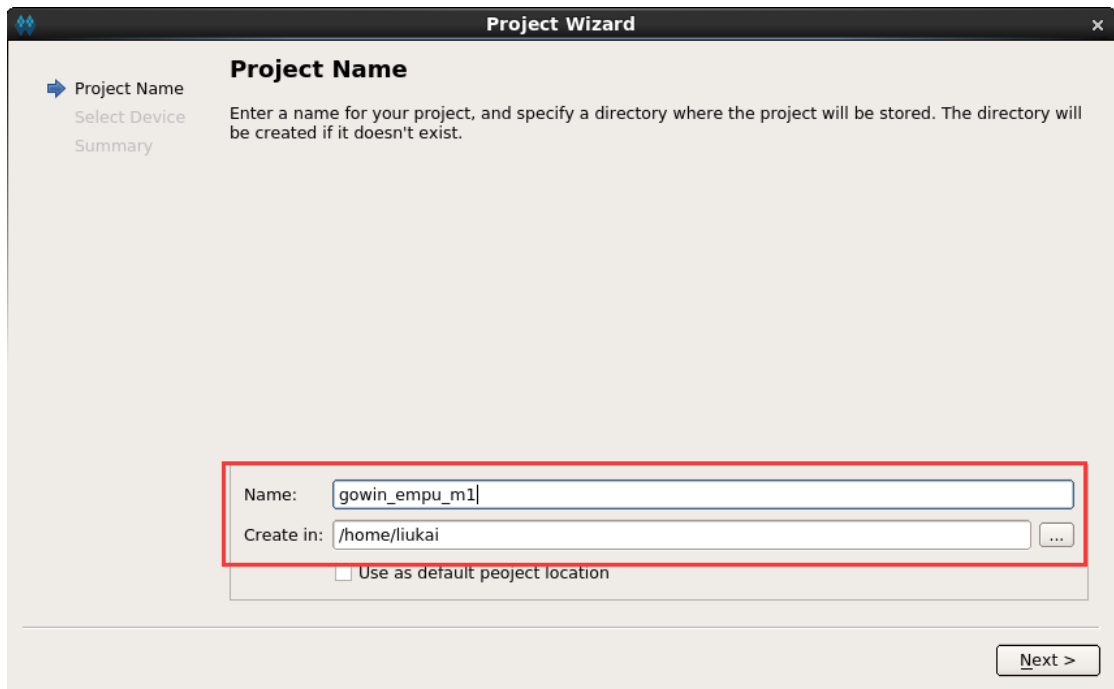 Project Wizard
Project Name
Select Device
Summary
Project Name
Enter a name for your project, and specify a directory where the project will be stored. The directory will
be created if it doesn't exist.
Name: gowin_empu_m1
Create in: /home/liukai ...
Use as default peoject location
Next >